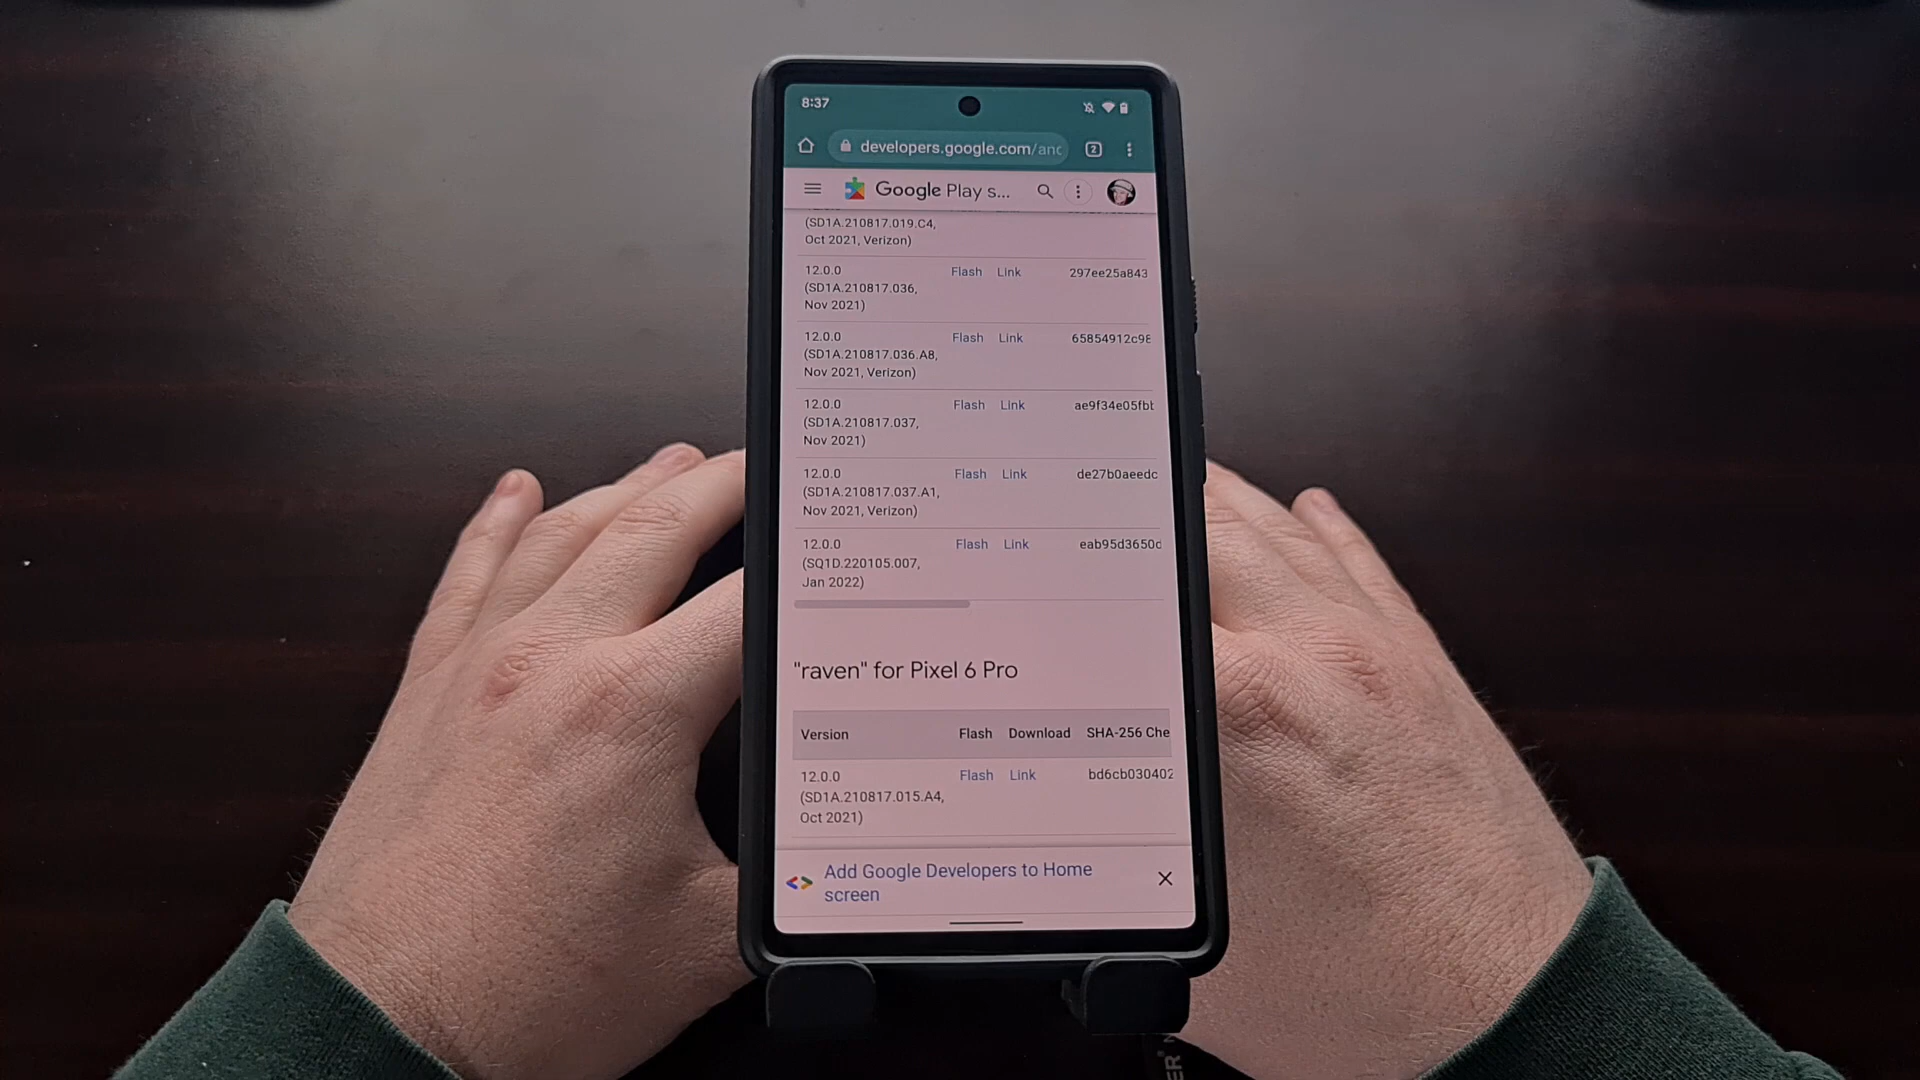 8:37
developers.google.com/anc
2
Google Play s...
(SD1A.210817.019.C4,
Oct 2021, Verizon)
12.0.0 Flash Link 297ee25a843
(SD1A.210817.036,
Nov 2021)
12.0.0 Flash Link 65854912c98
(SD1A.210817.036.A8,
Nov 2021, Verizon)
12.0.0 Flash Link ae9f34e05fbb
(SD1A.210817.037,
Nov 2021)
12.0.0 Flash Link de27b0aeedc
(SD1A.210817.037.A1,
Nov 2021, Verizon)
12.0.0 Flash Link eab95d3650d
(SQ1D.220105.007,
Jan 2022)
"raven" for Pixel 6 Pro
Version Flash Download SHA-256 Che
12.0.0 Flash Link bd6cb030402
(SD1A.210817.015.A4,
Oct 2021)
Add Google Developers to Home
screen